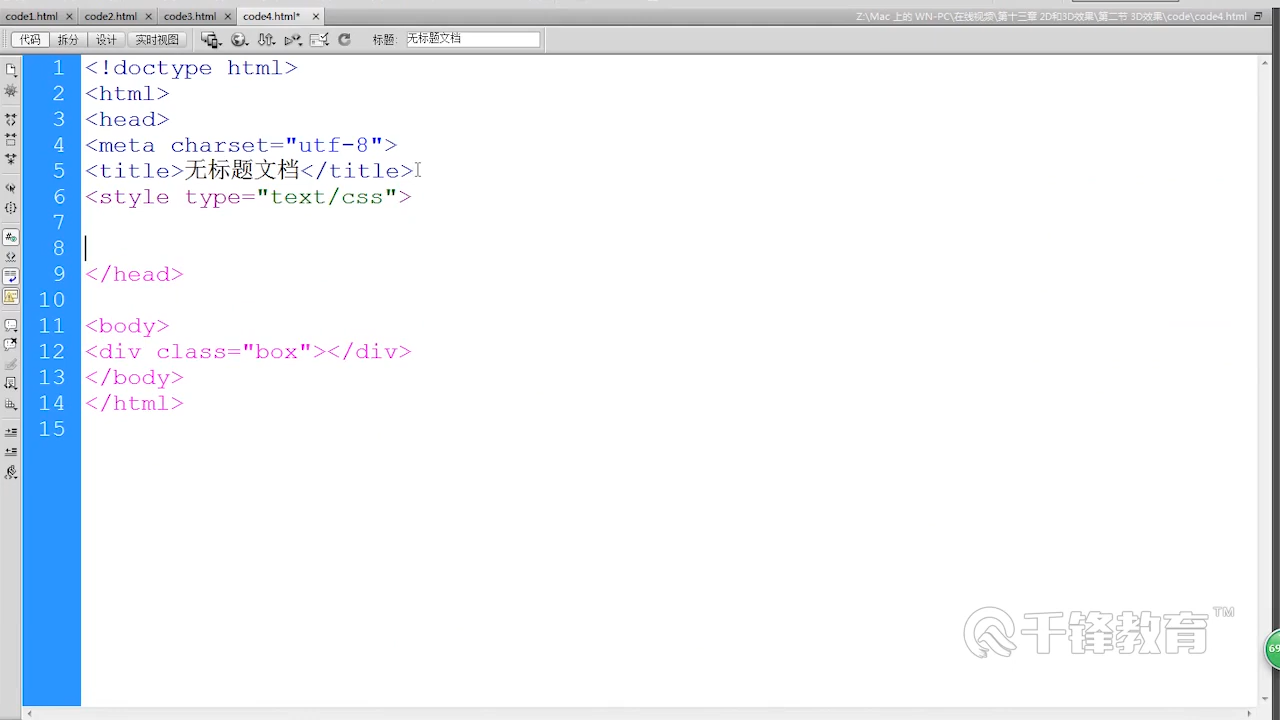 code1.html × code2.html × code3.html × code4.html* × Z:\Mac 上的 WN-PC\在线视频\第十三章 2D和3D效果\第二节 3D效果\code\code4.html
代码 拆分 设计 实时视图 标题: 无标题文档
1 <!doctype html>
2 <html>
3 <head>
4 <meta charset="utf-8">
5 <title>无标题文档</title>
6 <style type="text/css">
7
8
9 </head>
10
11 <body>
12 <div class="box"></div>
13 </body>
14 </html>
15
千锋教育™
69